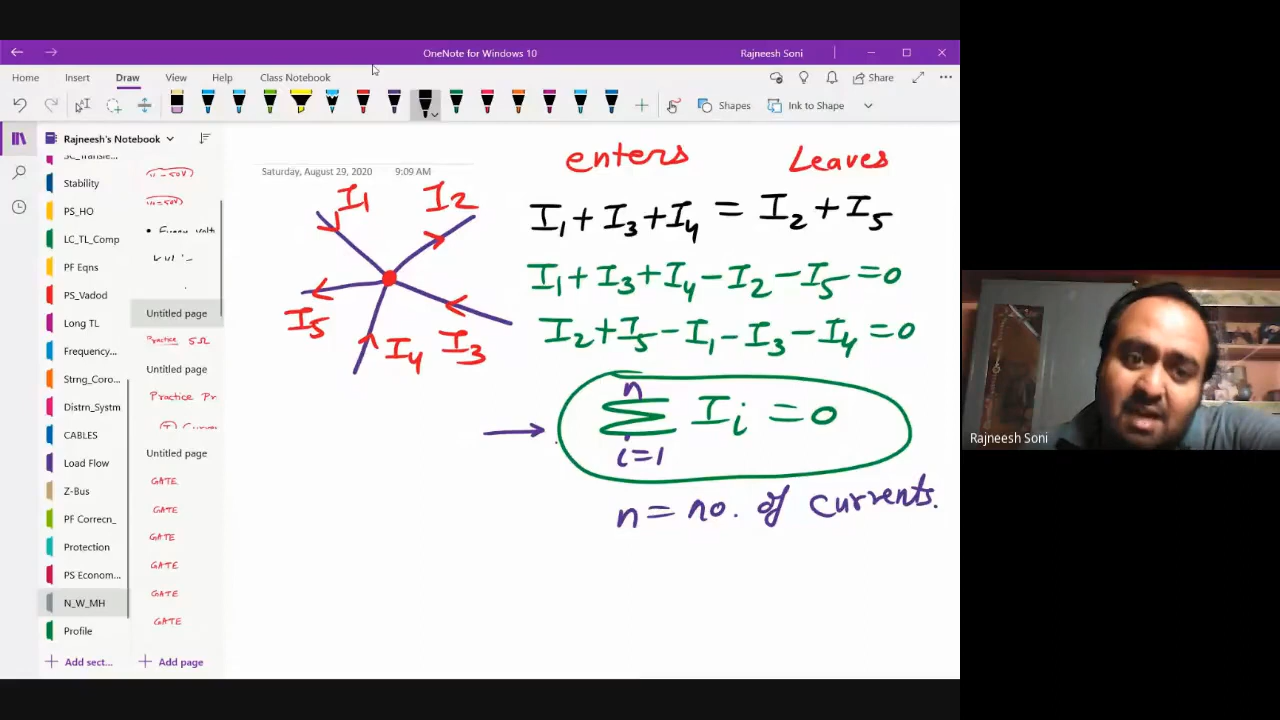 OneNote for Windows 10
Rajneesh Soni
Home Insert Draw View Help Class Notebook
Share
Shapes
Ink to Shape
Rajneesh's Notebook
Stability
PS_HO
LC_TL_Comp
PF Eqns
PS_Vadod
Long TL
Frequency...
Strng_Coro...
Distrn_Systm
CABLES
Load Flow
Z-Bus
PF Correcn_
Protection
PS Econom...
N_W_MH
Profile
Add sect...
Untitled page
Practice 5Ω
Untitled page
Practice Pr
Untitled page
GATE
GATE
GATE
GATE
GATE
GATE
Add page
Saturday, August 29, 2020 9:09 AM
I1 I2
I5 I4 I3
enters Leaves
I1 + I3 + I4 = I2 + I5
I1 + I3 + I4 - I2 - I5 = 0
I2 + I5 - I1 - I3 - I4 = 0
n
Σ Ii = 0
i=1
n = no. of currents.
Rajneesh Soni